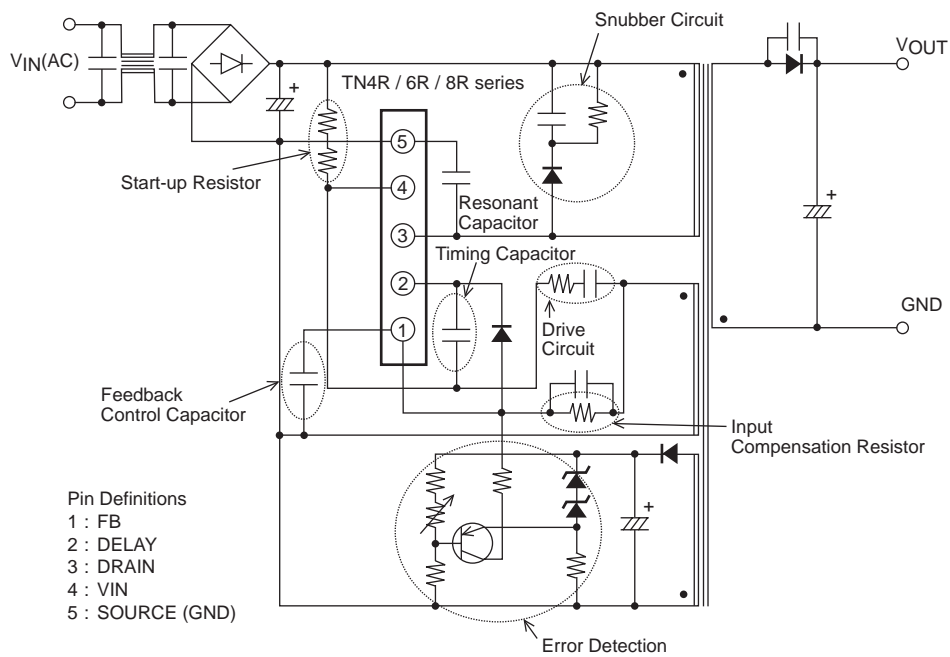 Snubber Circuit
VIN(AC)
VOUT
+
TN4R / 6R / 8R series
5
Start-up Resistor
4
Resonant
Capacitor
+
3
Timing Capacitor
2
GND
1
Drive
Circuit
Feedback
Control Capacitor
Input
Compensation Resistor
Pin Definitions
1 : FB
2 : DELAY
3 : DRAIN
4 : VIN
5 : SOURCE (GND)
+
Error Detection